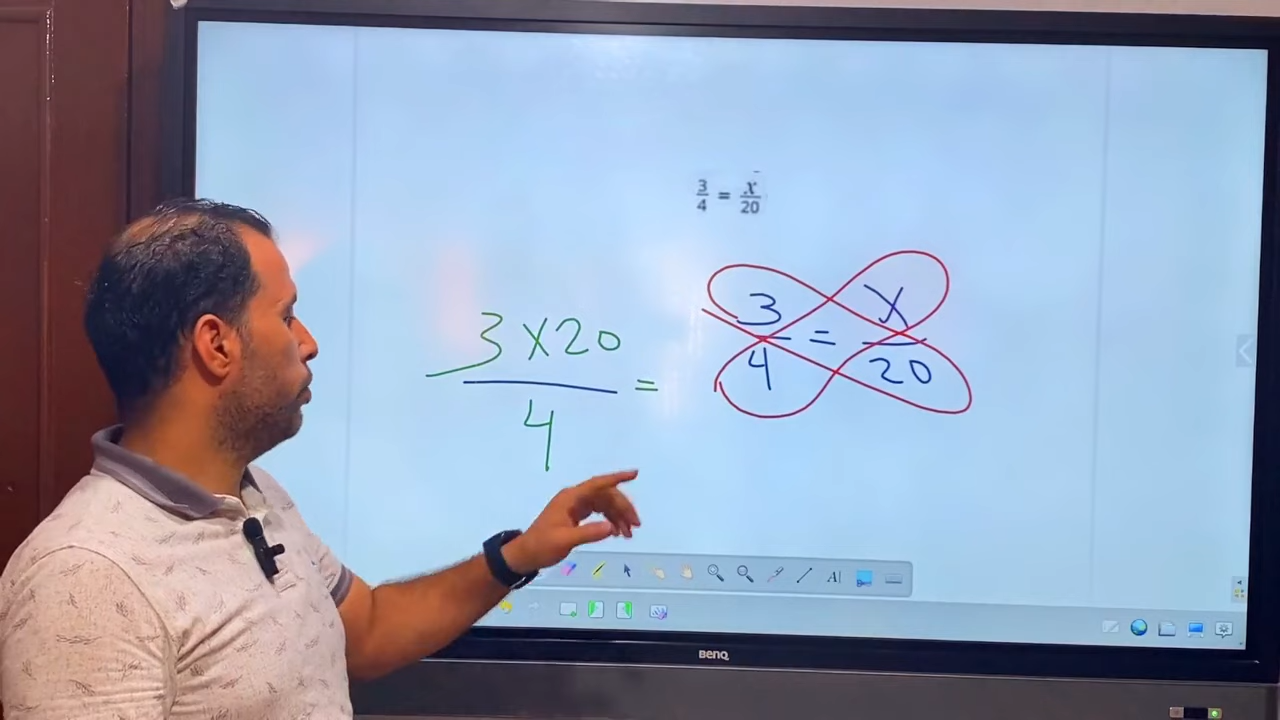 3/4 = x/20
3 X 20
4
=
3
4
=
X
20
A
BenQ